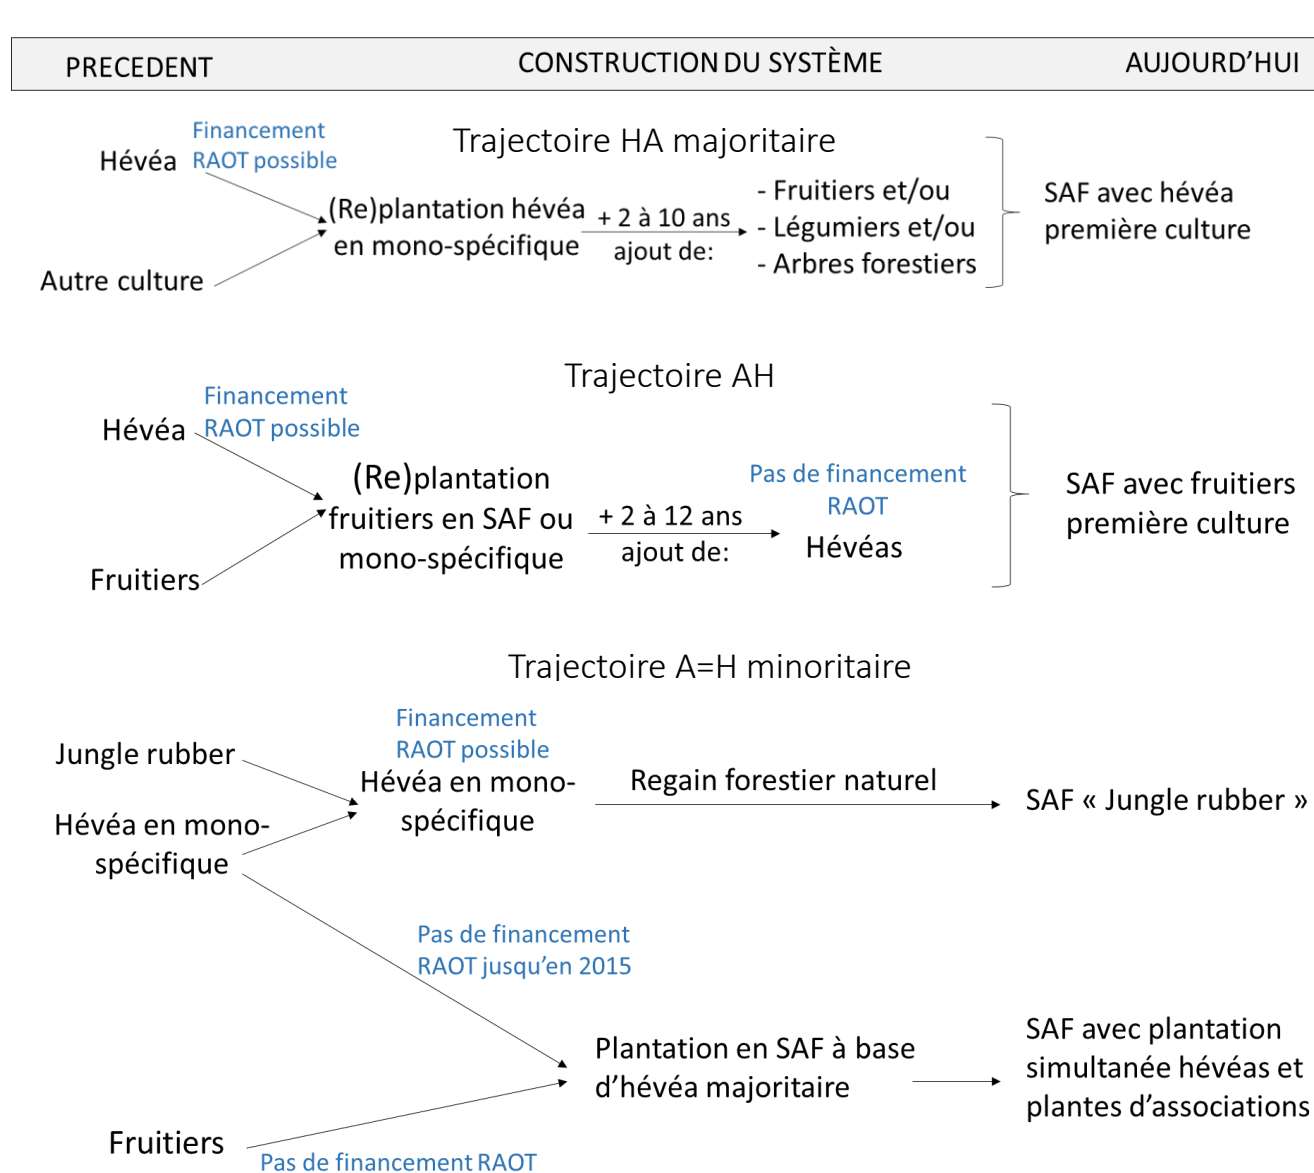 PRECEDENT
CONSTRUCTION DU SYSTÈME
AUJOURD'HUI
Trajectoire HA majoritaire
Financement
RAOT possible
Hévéa
Autre culture
(Re)plantation hévéa
en mono-spécifique
+ 2 à 10 ans
ajout de:
- Fruitiers et/ou
- Légumiers et/ou
- Arbres forestiers
SAF avec hévéa
première culture
Trajectoire AH
Financement
RAOT possible
Hévéa
Fruitiers
(Re)plantation
fruitiers en SAF ou
mono-spécifique
+ 2 à 12 ans
ajout de:
Pas de financement
RAOT
Hévéas
SAF avec fruitiers
première culture
Trajectoire A=H minoritaire
Jungle rubber
Hévéa en mono-
spécifique
Financement
RAOT possible
Hévéa en mono-
spécifique
Regain forestier naturel
SAF « Jungle rubber »
Pas de financement
RAOT jusqu'en 2015
Fruitiers
Pas de financement RAOT
Plantation en SAF à base
d'hévéa majoritaire
SAF avec plantation
simultanée hévéas et
plantes d'associations